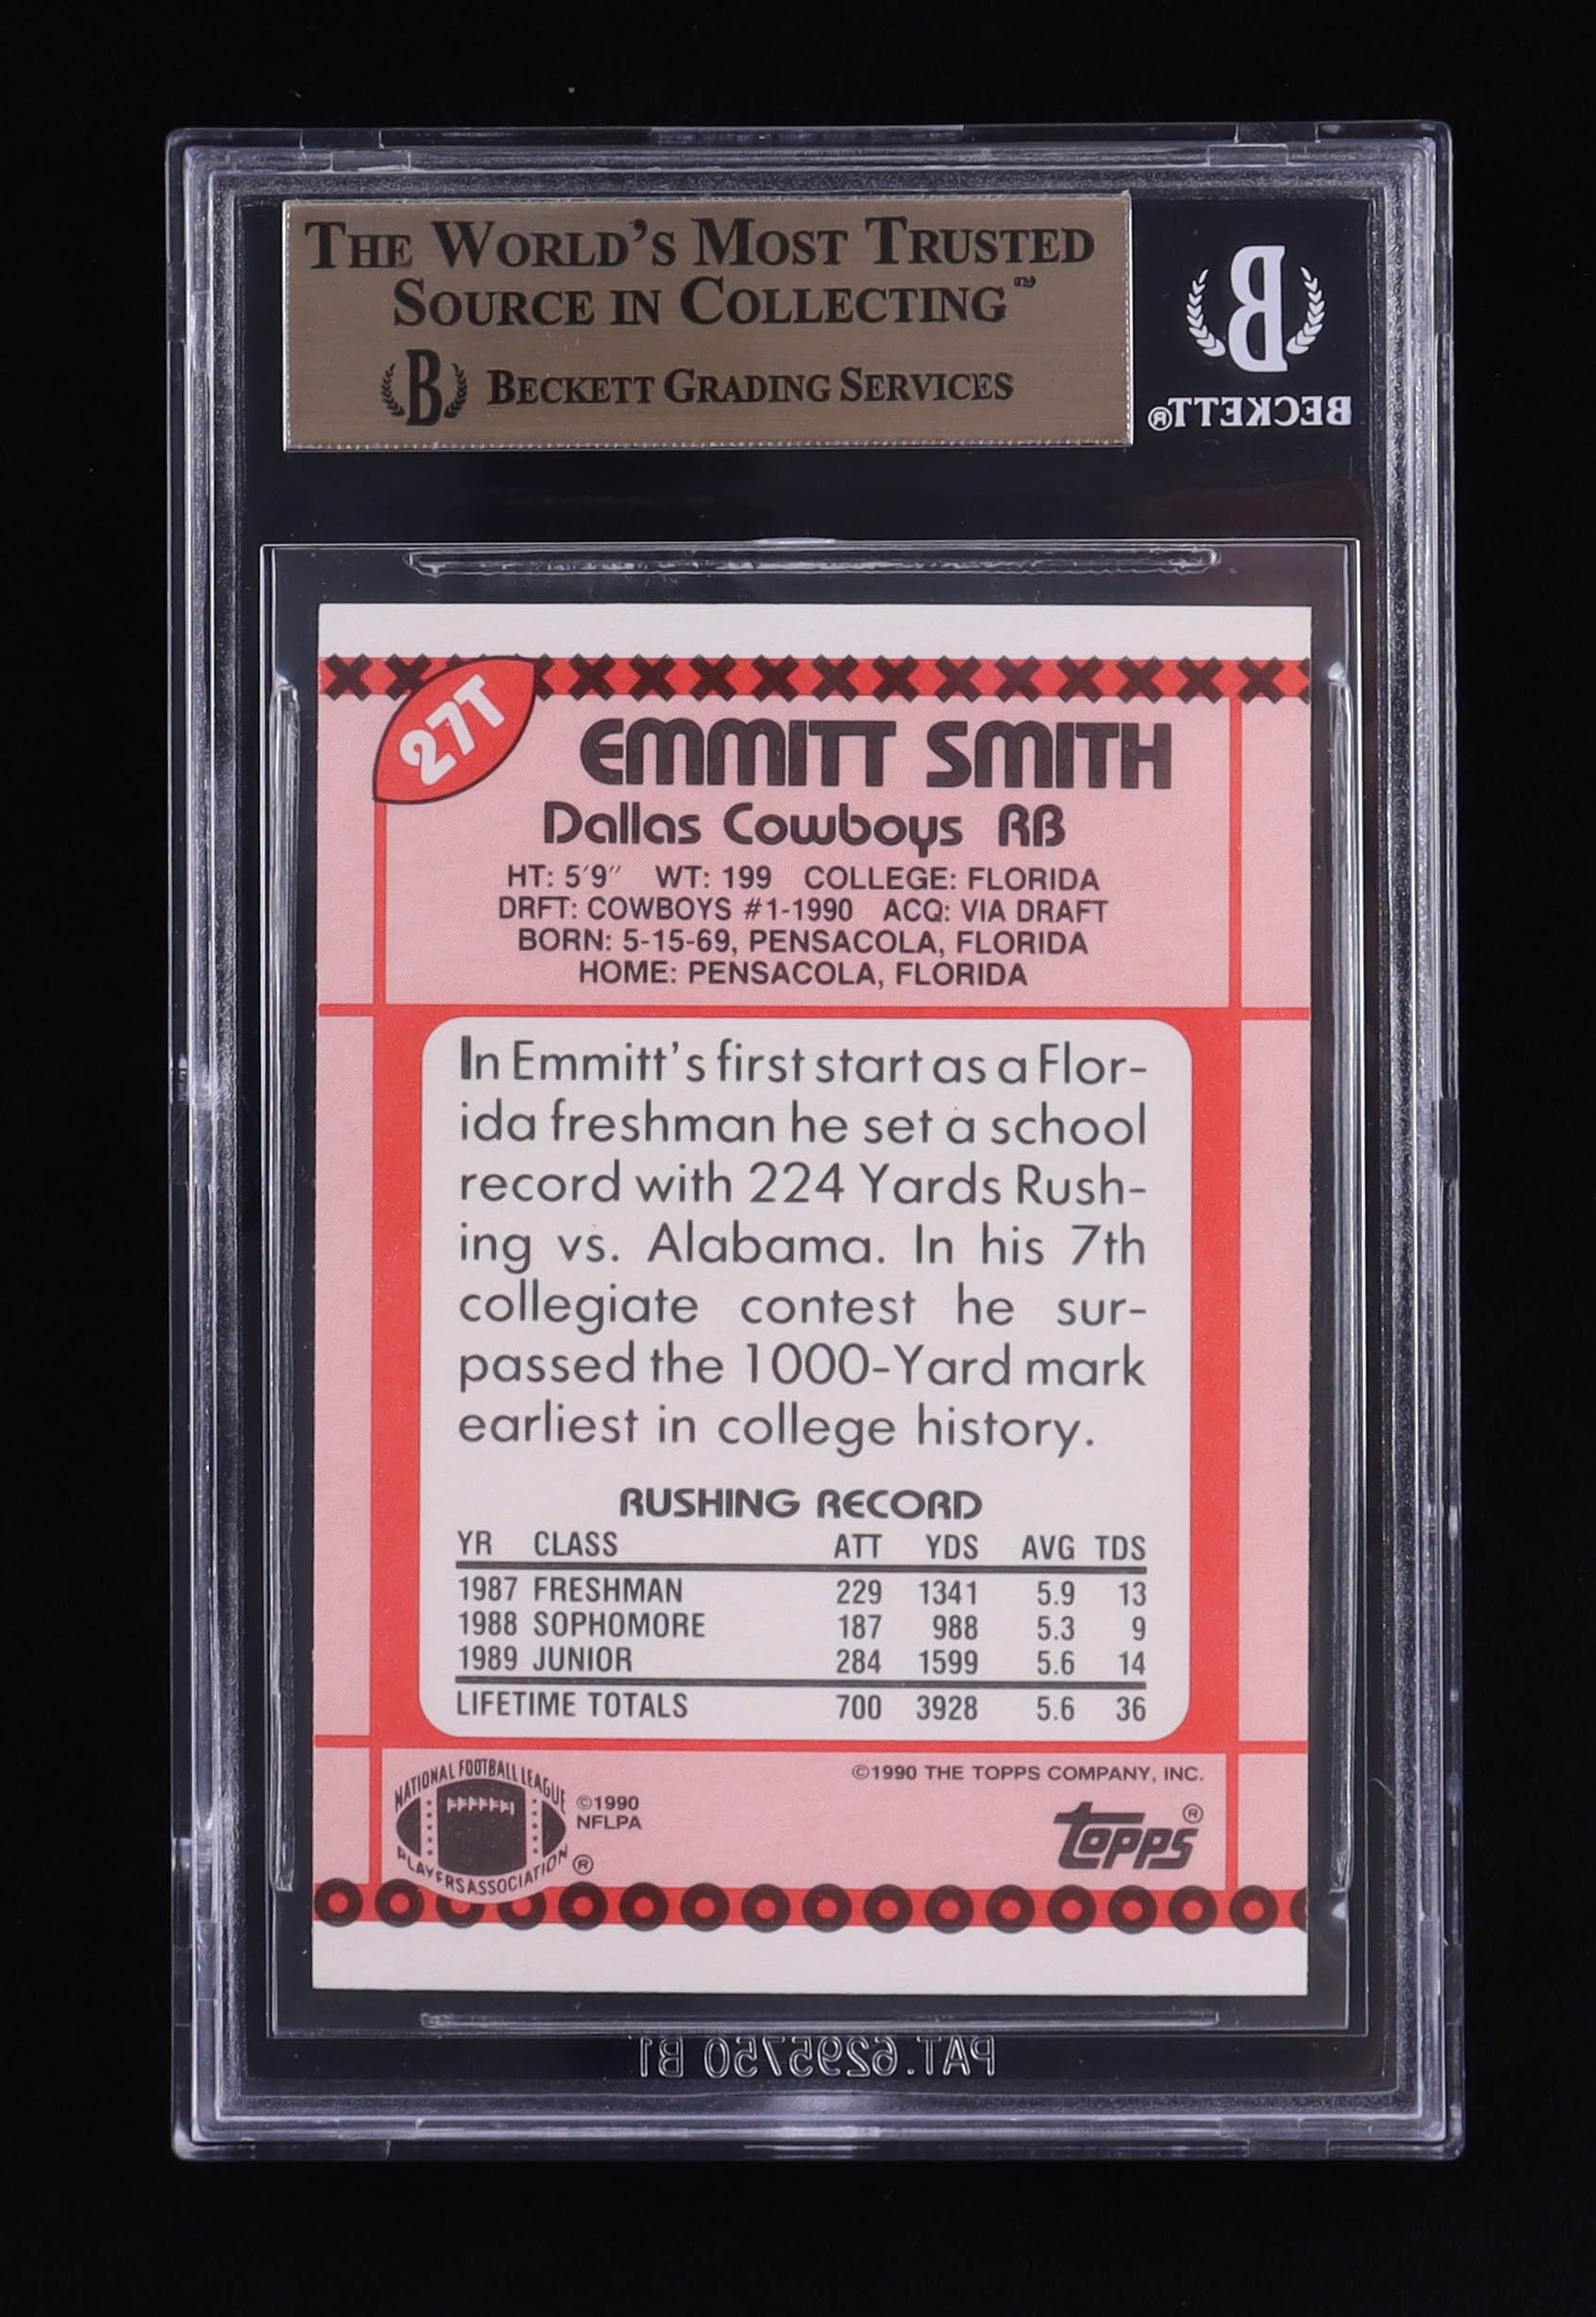 THE WORLD'S MOST TRUSTED
SOURCE IN COLLECTING™
B BECKETT GRADING SERVICES
B
BECKETT®
27T
EMMITT SMITH
Dallas Cowboys RB
HT: 5'9" WT: 199 COLLEGE: FLORIDA
DRFT: COWBOYS #1-1990 ACQ: VIA DRAFT
BORN: 5-15-69, PENSACOLA, FLORIDA
HOME: PENSACOLA, FLORIDA
In Emmitt's first start as a Flor-
ida freshman he set a school
record with 224 Yards Rush-
ing vs. Alabama. In his 7th
collegiate contest he sur-
passed the 1000-Yard mark
earliest in college history.
RUSHING RECORD
YR CLASS ATT YDS AVG TDS
1987 FRESHMAN 229 1341 5.9 13
1988 SOPHOMORE 187 988 5.3 9
1989 JUNIOR 284 1599 5.6 14
LIFETIME TOTALS 700 3928 5.6 36
NATIONAL FOOTBALL LEAGUE
PLAYERS ASSOCIATION ®
©1990
NFLPA
©1990 THE TOPPS COMPANY, INC.
topps®
PAT.6295750 B1